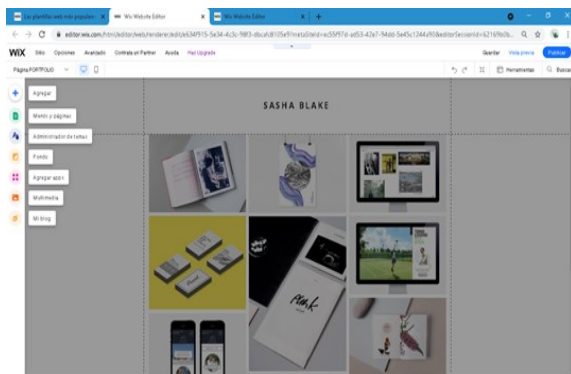 Las plantillas web más populares
Wix Website Editor
Wix Website Editor
WiX Sitio Opciones Avanzado Contrata un Partner Ayuda Haz Upgrade
Guardar Vista previa Publicar
Página: PORTFOLIO
Herramientas Buscar
Agregar
Menús y páginas
Administrador de temas
Fondo
Agregar apps
Multimedia
Mi blog
SASHA BLAKE